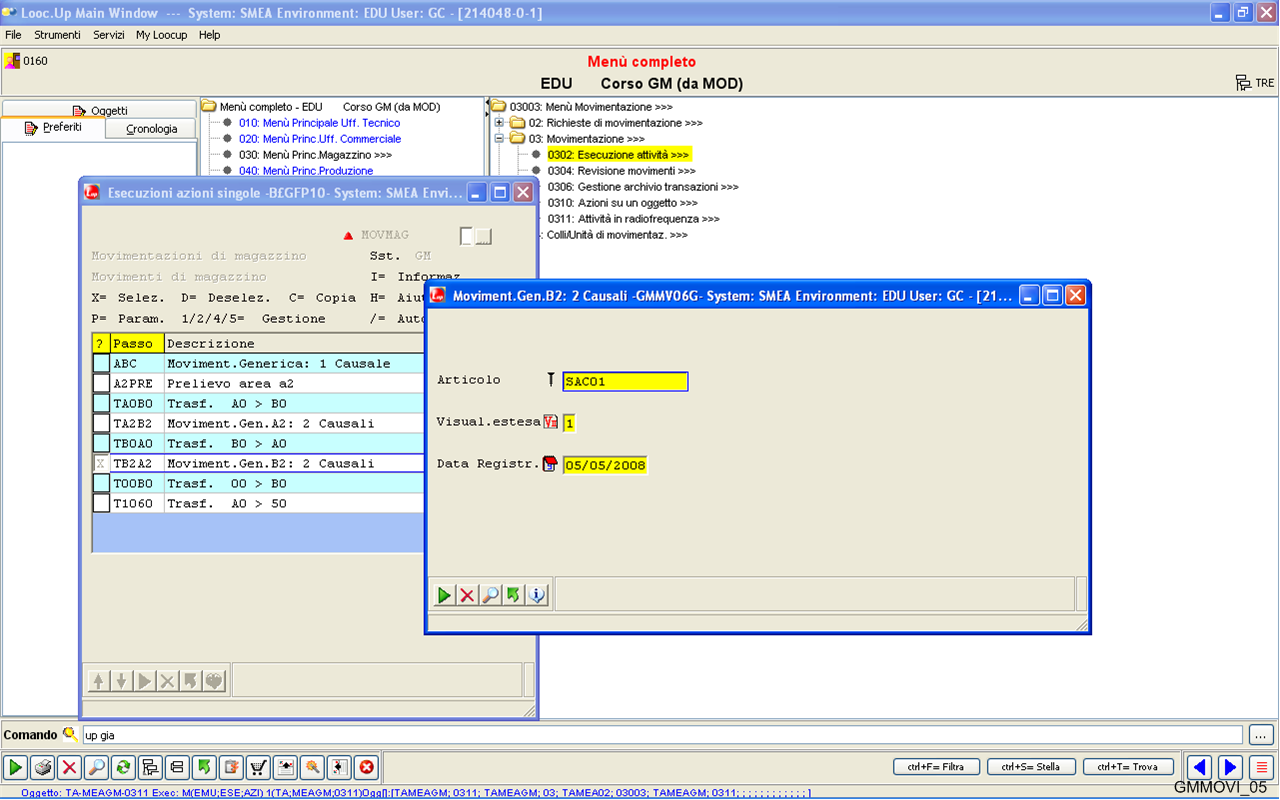 Looc.Up Main Window --- System: SMEA Environment: EDU User: GC - [214048-0-1]
File Strumenti Servizi My Loocup Help
0160
Menù completo
EDU Corso GM (da MOD)
TRE
Oggetti
Preferiti Cronologia
Menù completo - EDU Corso GM (da MOD)
010: Menù Principale Uff. Tecnico
020: Menù Princ.Uff. Commerciale
030: Menù Princ.Magazzino >>>
040: Menù Princ.Produzione
03003: Menù Movimentazione >>>
02: Richieste di movimentazione >>>
03: Movimentazione >>>
0302: Esecuzione attività >>>
0304: Revisione movimenti >>>
0306: Gestione archivio transazioni >>>
0310: Azioni su un oggetto >>>
0311: Attività in radiofrequenza >>>
: Colli/Unità di movimentaz. >>>
Esecuzioni azioni singole -B£GFP10- System: SMEA Envi...
MOVMAG
...
Movimentazioni di magazzino Sst. GM
Movimenti di magazzino I= Informaz
X= Selez. D= Deselez. C= Copia H= Aiu
P= Param. 1/2/4/5= Gestione /= Auto
? Passo Descrizione
ABC Moviment.Generica: 1 Causale
A2PRE Prelievo area a2
TA0B0 Trasf. A0 > B0
TA2B2 Moviment.Gen.A2: 2 Causali
TB0A0 Trasf. B0 > A0
X TB2A2 Moviment.Gen.B2: 2 Causali
T00B0 Trasf. 00 > B0
T1060 Trasf. A0 > 50
Moviment.Gen.B2: 2 Causali -GMMV06G- System: SMEA Environment: EDU User: GC - [21...
Articolo SAC01
Visual.estesa 1
Data Registr. 05/05/2008
Comando up gia ...
ctrl+F= Filtra ctrl+S= Stella ctrl+T= Trova
GMMOVI_05
Oggetto: TA-MEAGM-0311 Exec: M(EMU;ESE;AZI) 1(TA;MEAGM;0311)Ogg[]:[TAMEAGM; 0311; TAMEAGM; 03; TAMEA02; 03003; TAMEAGM; 0311; ; ; ; ; ; ; ; ; ; ; ; ]